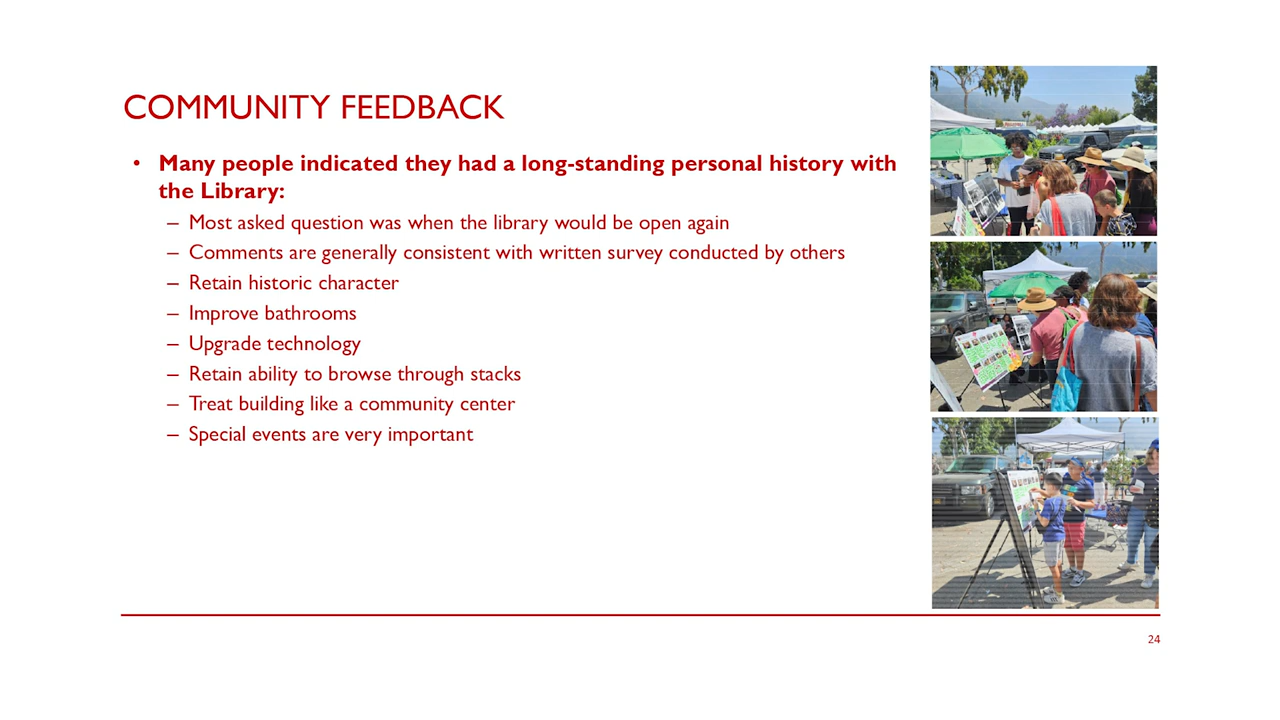 COMMUNITY FEEDBACK
• Many people indicated they had a long-standing personal history with
the Library:
– Most asked question was when the library would be open again
– Comments are generally consistent with written survey conducted by others
– Retain historic character
– Improve bathrooms
– Upgrade technology
– Retain ability to browse through stacks
– Treat building like a community center
– Special events are very important
24